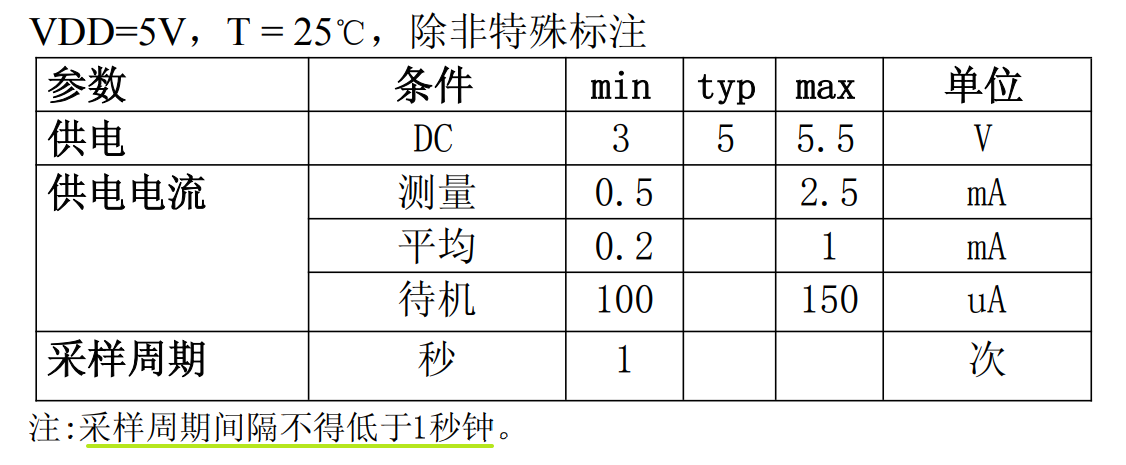 VDD=5V，T = 25℃，除非特殊标注
参数 条件 min typ max 单位
供电 DC 3 5 5.5 V
供电电流 测量 0.5 2.5 mA
平均 0.2 1 mA
待机 100 150 uA
采样周期 秒 1 次
注:采样周期间隔不得低于1秒钟。